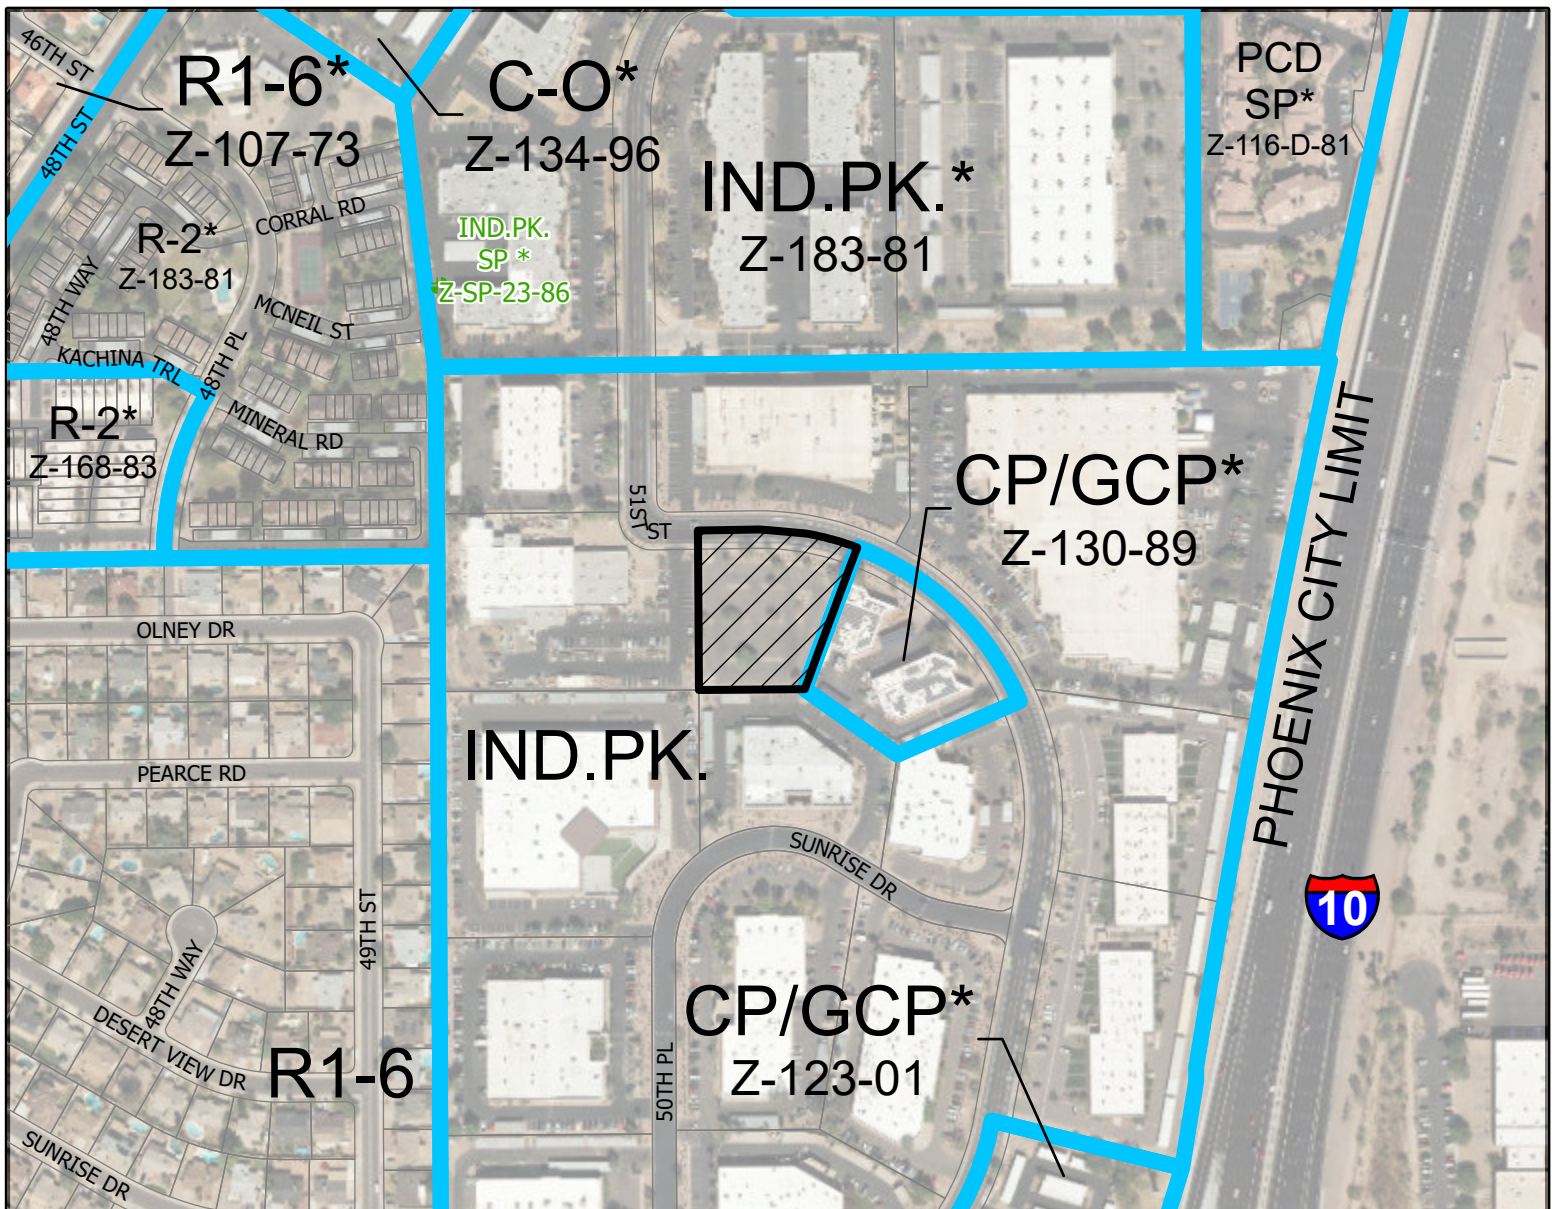 46TH ST
48TH ST
R1-6*
Z-107-73
C-O*
Z-134-96
PCD
SP*
Z-116-D-81
IND.PK. *
Z-183-81
IND.PK.
SP *
Z-SP-23-86
CORRAL RD
R-2*
Z-183-81
48TH WAY
MCNEIL ST
KACHINA TRL
48TH PL
R-2*
Z-168-83
MINERAL RD
51ST ST
CP/GCP*
Z-130-89
PHOENIX CITY LIMIT
OLNEY DR
IND.PK.
PEARCE RD
SUNRISE DR
10
49TH ST
48TH WAY
DESERT VIEW DR
R1-6
CP/GCP*
Z-123-01
50TH PL
SUNRISE DR